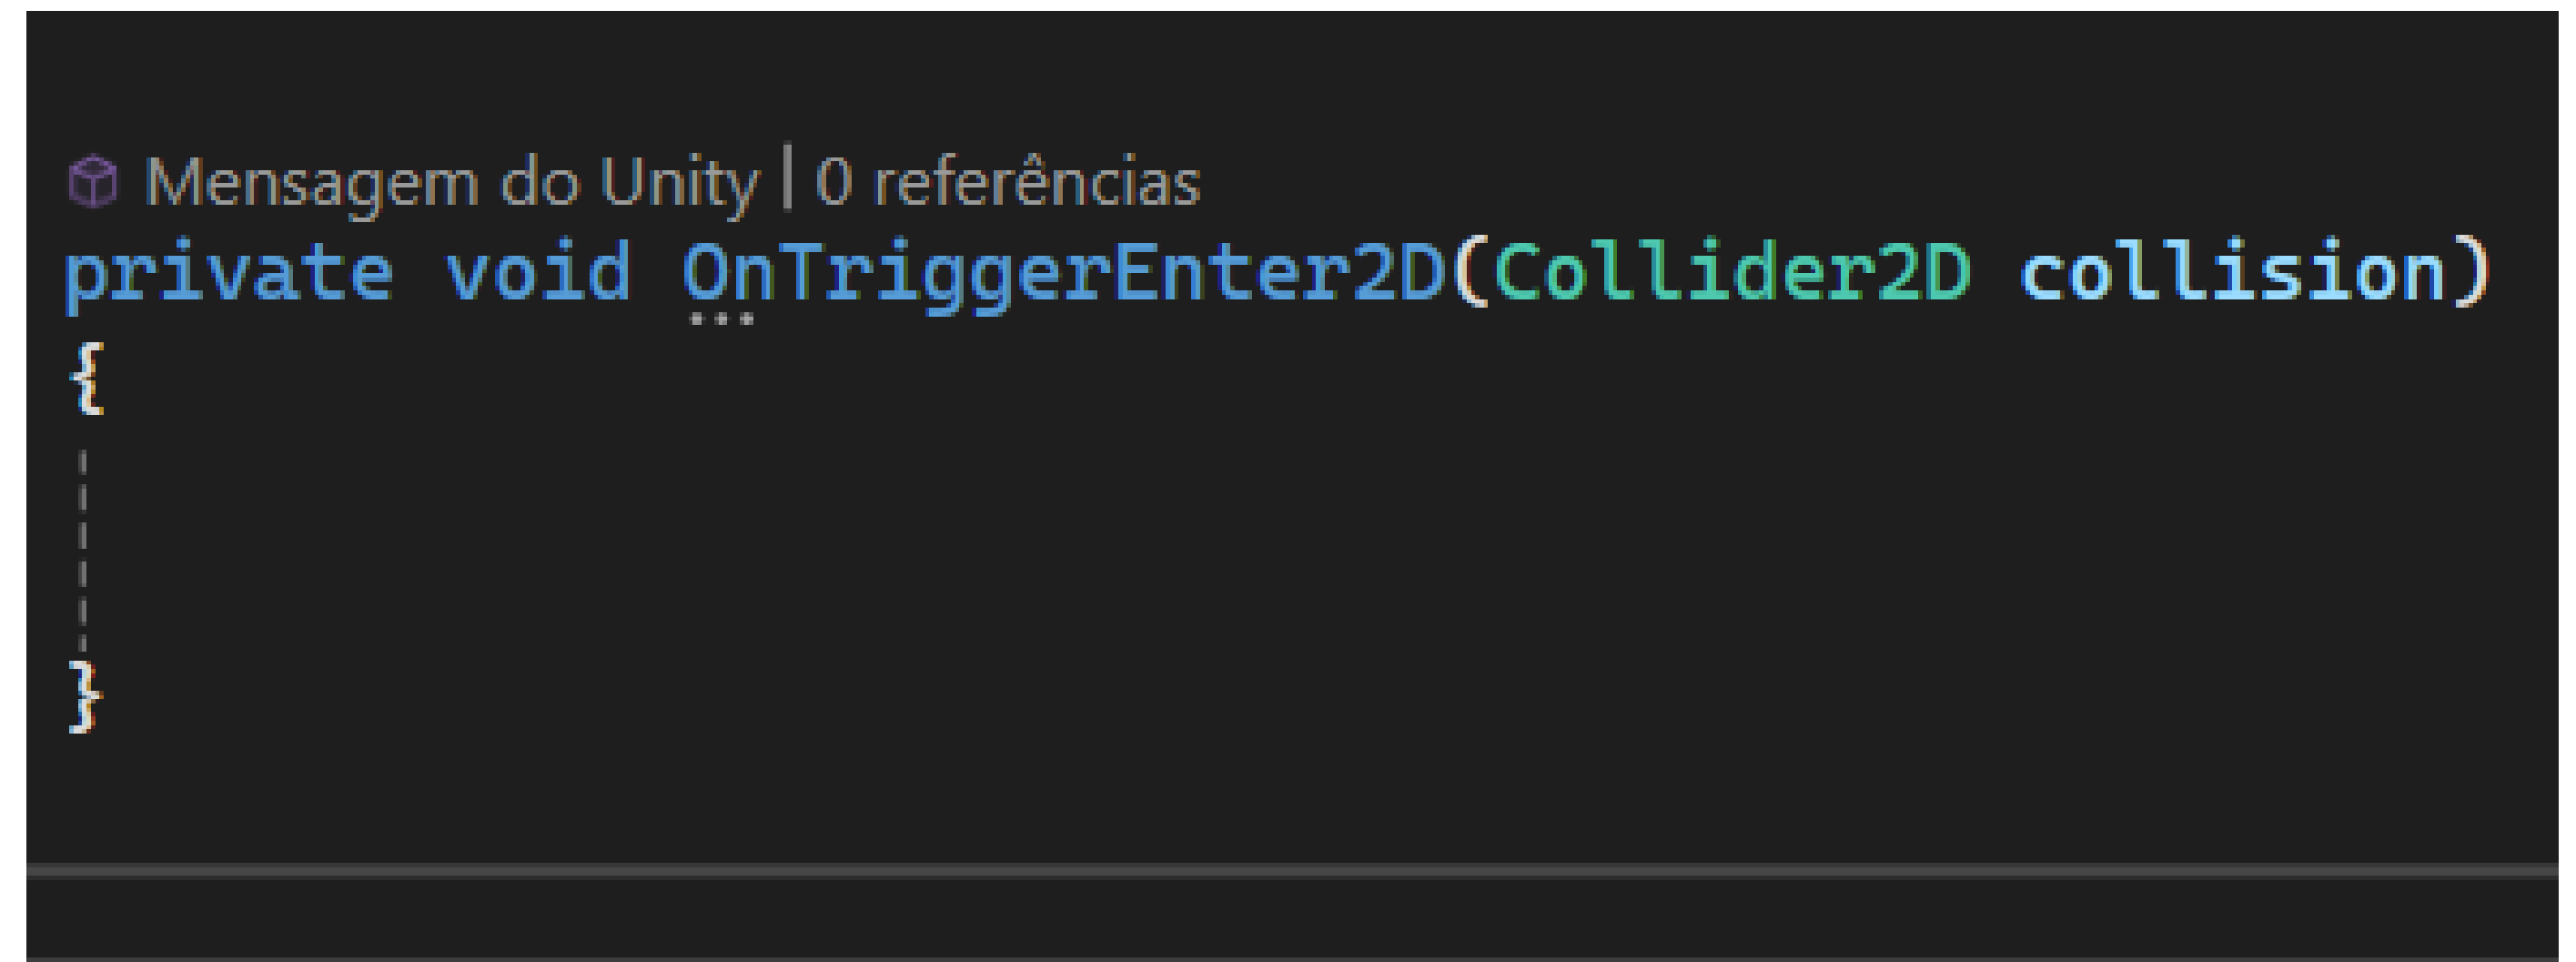 Mensagem do Unity | 0 referências
private void OnTriggerEnter2D(Collider2D collision)
{
}